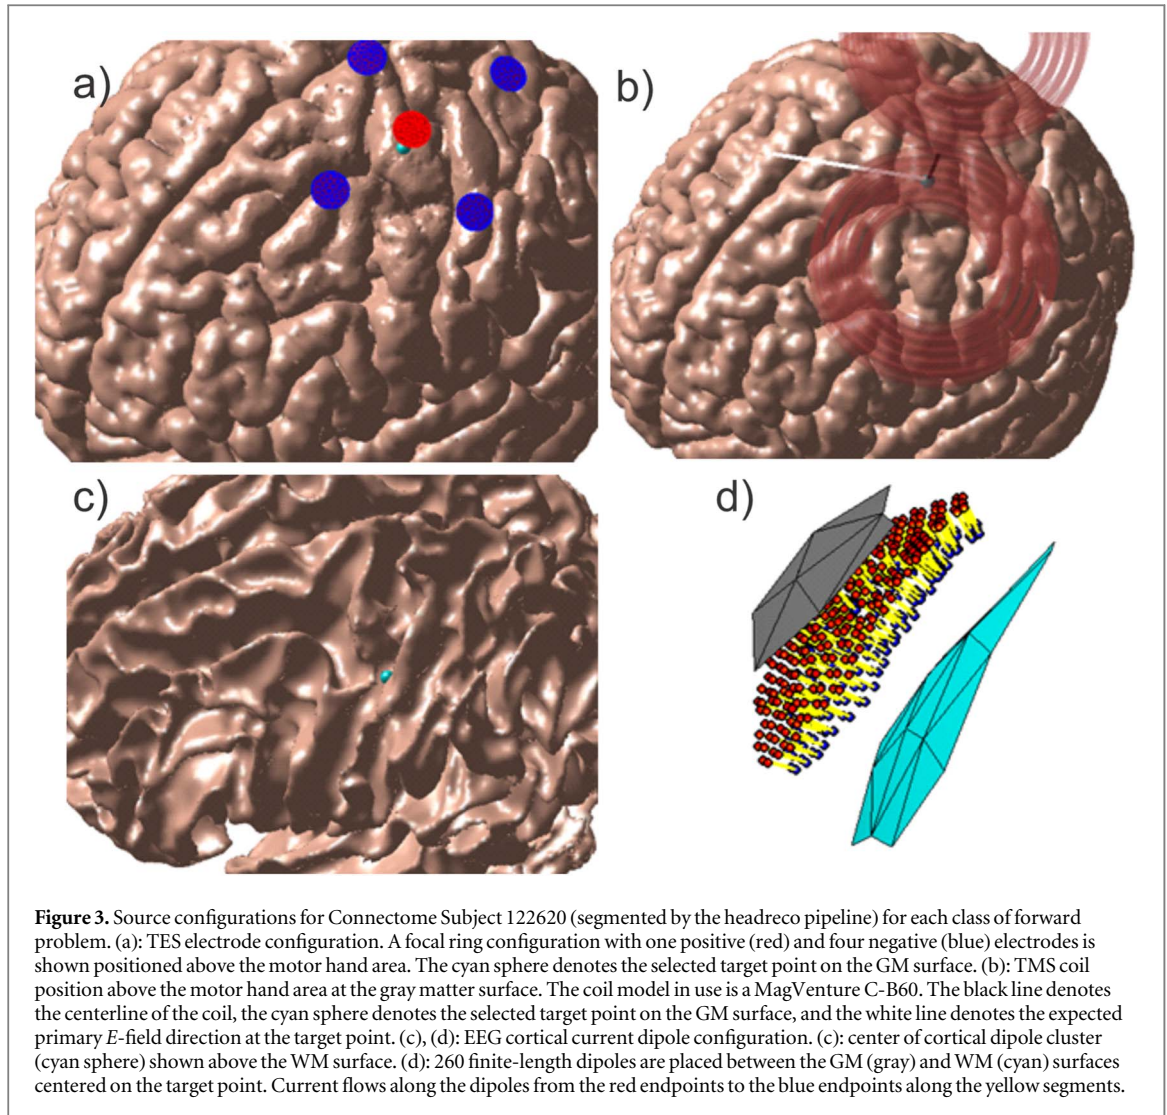 a)
b)
c)
d)
Figure 3. Source configurations for Connectome Subject 122620 (segmented by the headreco pipeline) for each class of forward
problem. (a): TES electrode configuration. A focal ring configuration with one positive (red) and four negative (blue) electrodes is
shown positioned above the motor hand area. The cyan sphere denotes the selected target point on the GM surface. (b): TMS coil
position above the motor hand area at the gray matter surface. The coil model in use is a MagVenture C-B60. The black line denotes
the centerline of the coil, the cyan sphere denotes the selected target point on the GM surface, and the white line denotes the expected
primary E-field direction at the target point. (c), (d): EEG cortical current dipole configuration. (c): center of cortical dipole cluster
(cyan sphere) shown above the WM surface. (d): 260 finite-length dipoles are placed between the GM (gray) and WM (cyan) surfaces
centered on the target point. Current flows along the dipoles from the red endpoints to the blue endpoints along the yellow segments.